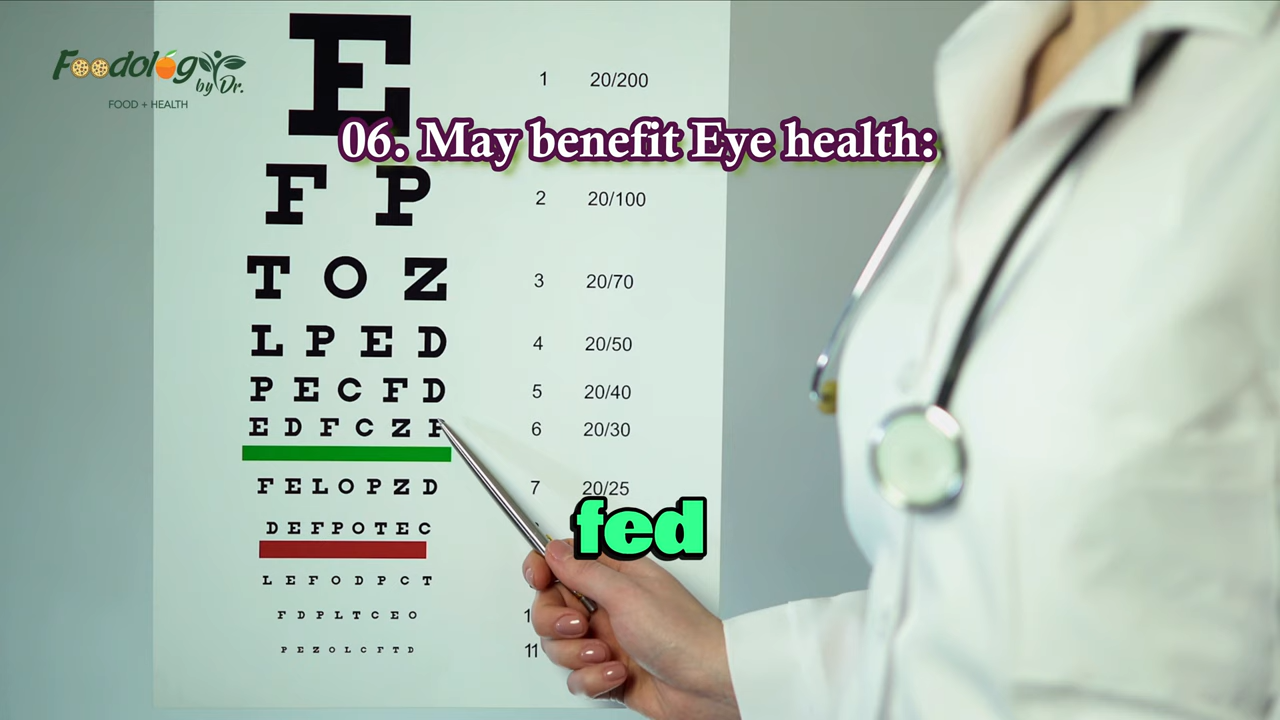 Foodology
by Dr.
FOOD + HEALTH
E 1 20/200
06. May benefit Eye health:
F P 2 20/100
T O Z 3 20/70
L P E D 4 20/50
P E C F D 5 20/40
E D F C Z P 6 20/30
F E L O P Z D 7 20/25
fed
D E F P O T E C
L E F O D P C T
F D P L T C E O
P E Z O L C F T D 11